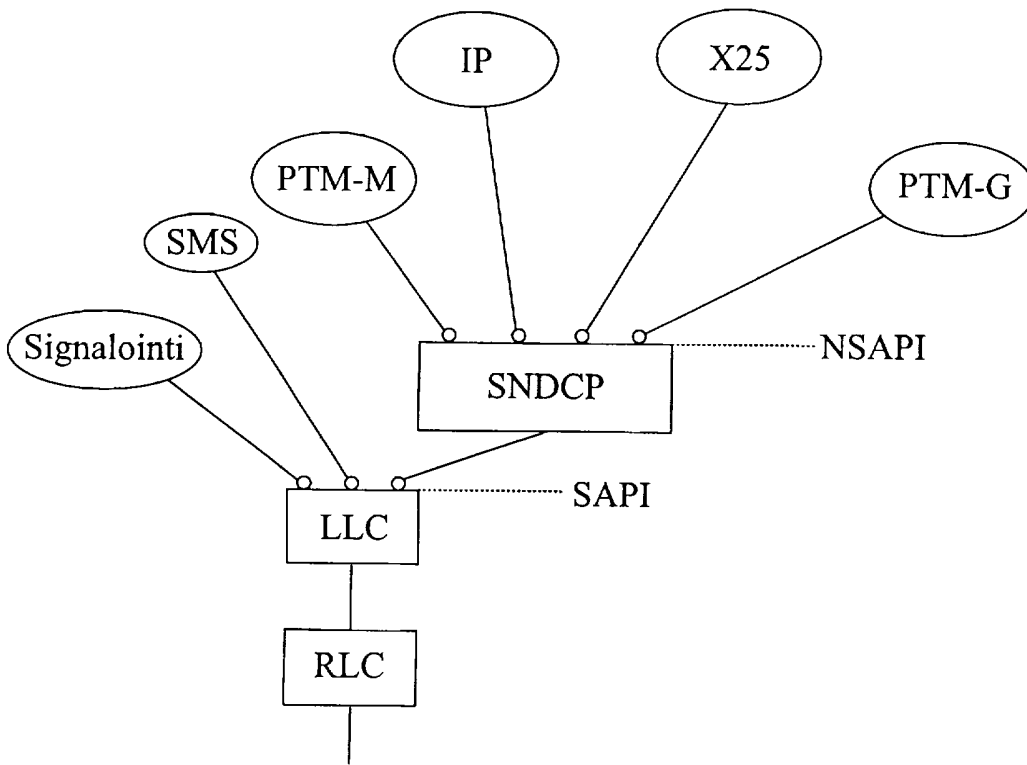 IP
X25
PTM-M
PTM-G
SMS
Signalointi
NSAPI
SNDCP
SAPI
LLC
RLC